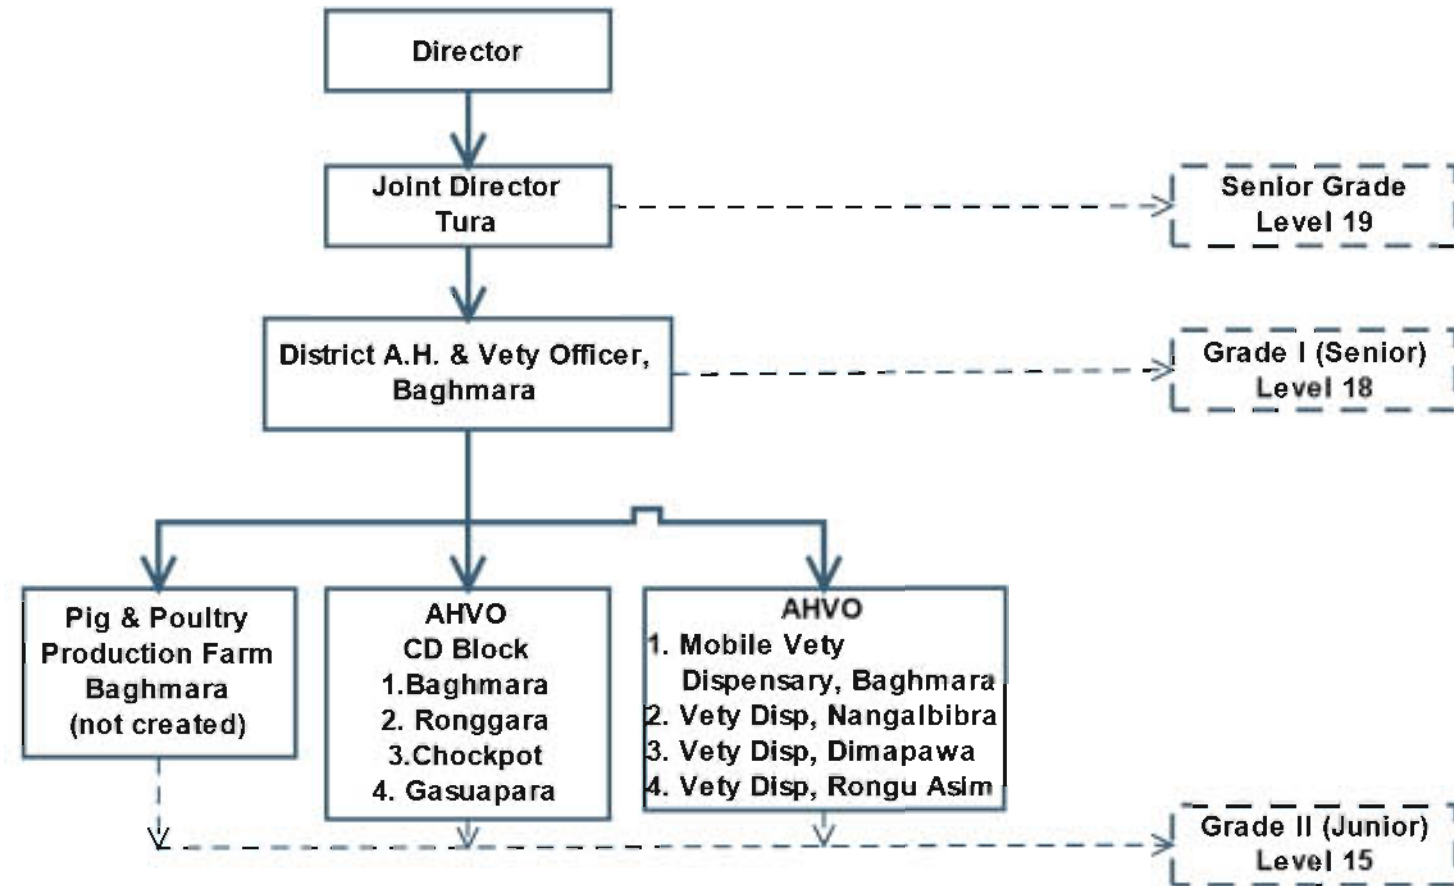 Director
Joint Director
Tura
Senior Grade
Level 19
District A.H. & Vety Officer,
Baghmara
Grade I (Senior)
Level 18
Pig & Poultry
Production Farm
Baghmara
(not created)
AHVO
CD Block
1.Baghmara
2. Ronggara
3.Chockpot
4. Gasuapara
AHVO
1. Mobile Vety
Dispensary, Baghmara
2. Vety Disp, Nangalbibra
3. Vety Disp, Dimapawa
4. Vety Disp, Rongu Asim
Grade II (Junior)
Level 15